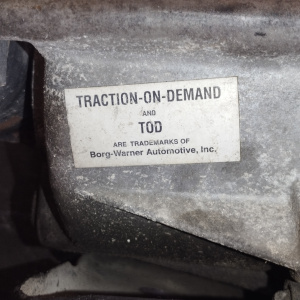 TRACTION-ON-DEMAND
AND
TOD
ARE TRADEMARKS OF
Borg-Warner Automotive, Inc.